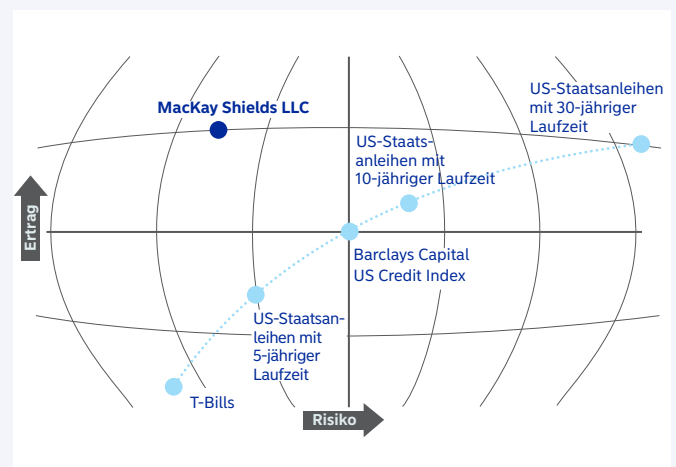 US-Staatsanleihen
mit 30-jähriger
Laufzeit
MacKay Shields LLC
US-Staats-
anleihen mit
10-jähriger Laufzeit
Ertrag
Barclays Capital
US Credit Index
US-Staatsan-
leihen mit
5-jähriger
Laufzeit
T-Bills
Risiko